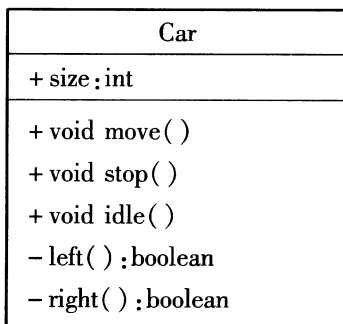 Car
+ size:int
+ void move()
+ void stop()
+ void idle()
- left():boolean
- right():boolean